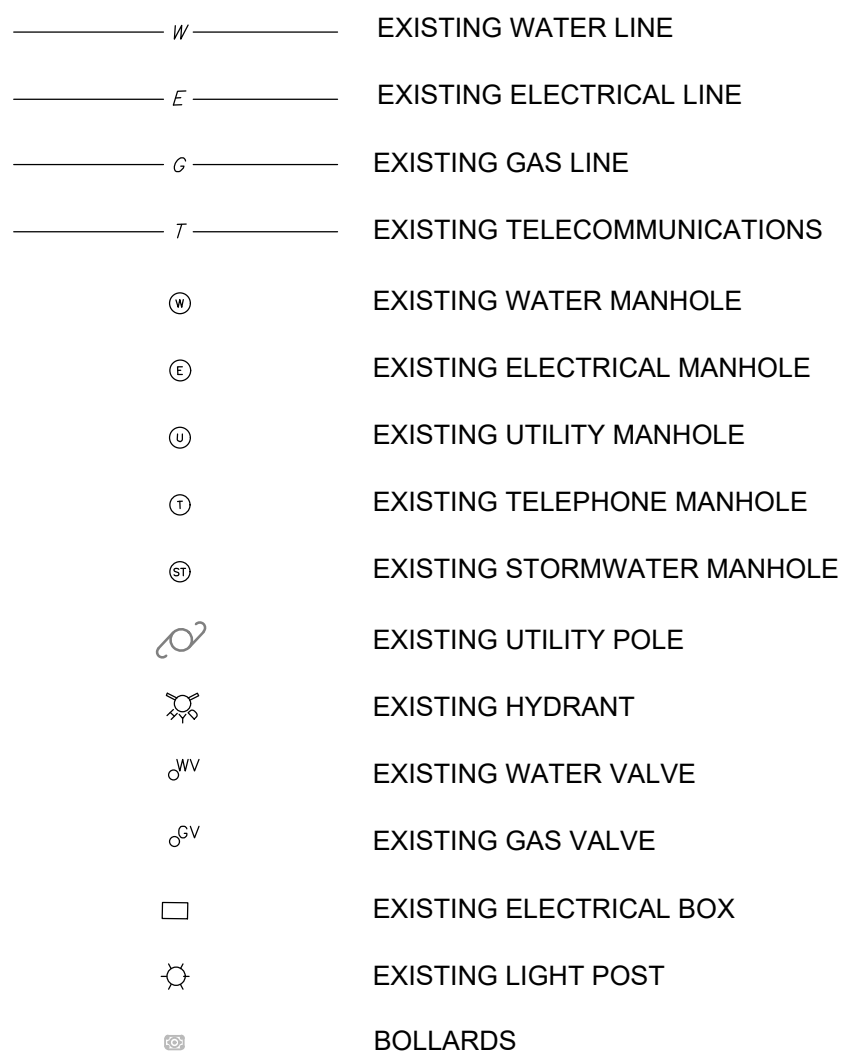 W EXISTING WATER LINE
E EXISTING ELECTRICAL LINE
G EXISTING GAS LINE
T EXISTING TELECOMMUNICATIONS
W EXISTING WATER MANHOLE
E EXISTING ELECTRICAL MANHOLE
U EXISTING UTILITY MANHOLE
T EXISTING TELEPHONE MANHOLE
ST EXISTING STORMWATER MANHOLE
EXISTING UTILITY POLE
EXISTING HYDRANT
WV EXISTING WATER VALVE
GV EXISTING GAS VALVE
EXISTING ELECTRICAL BOX
EXISTING LIGHT POST
BOLLARDS